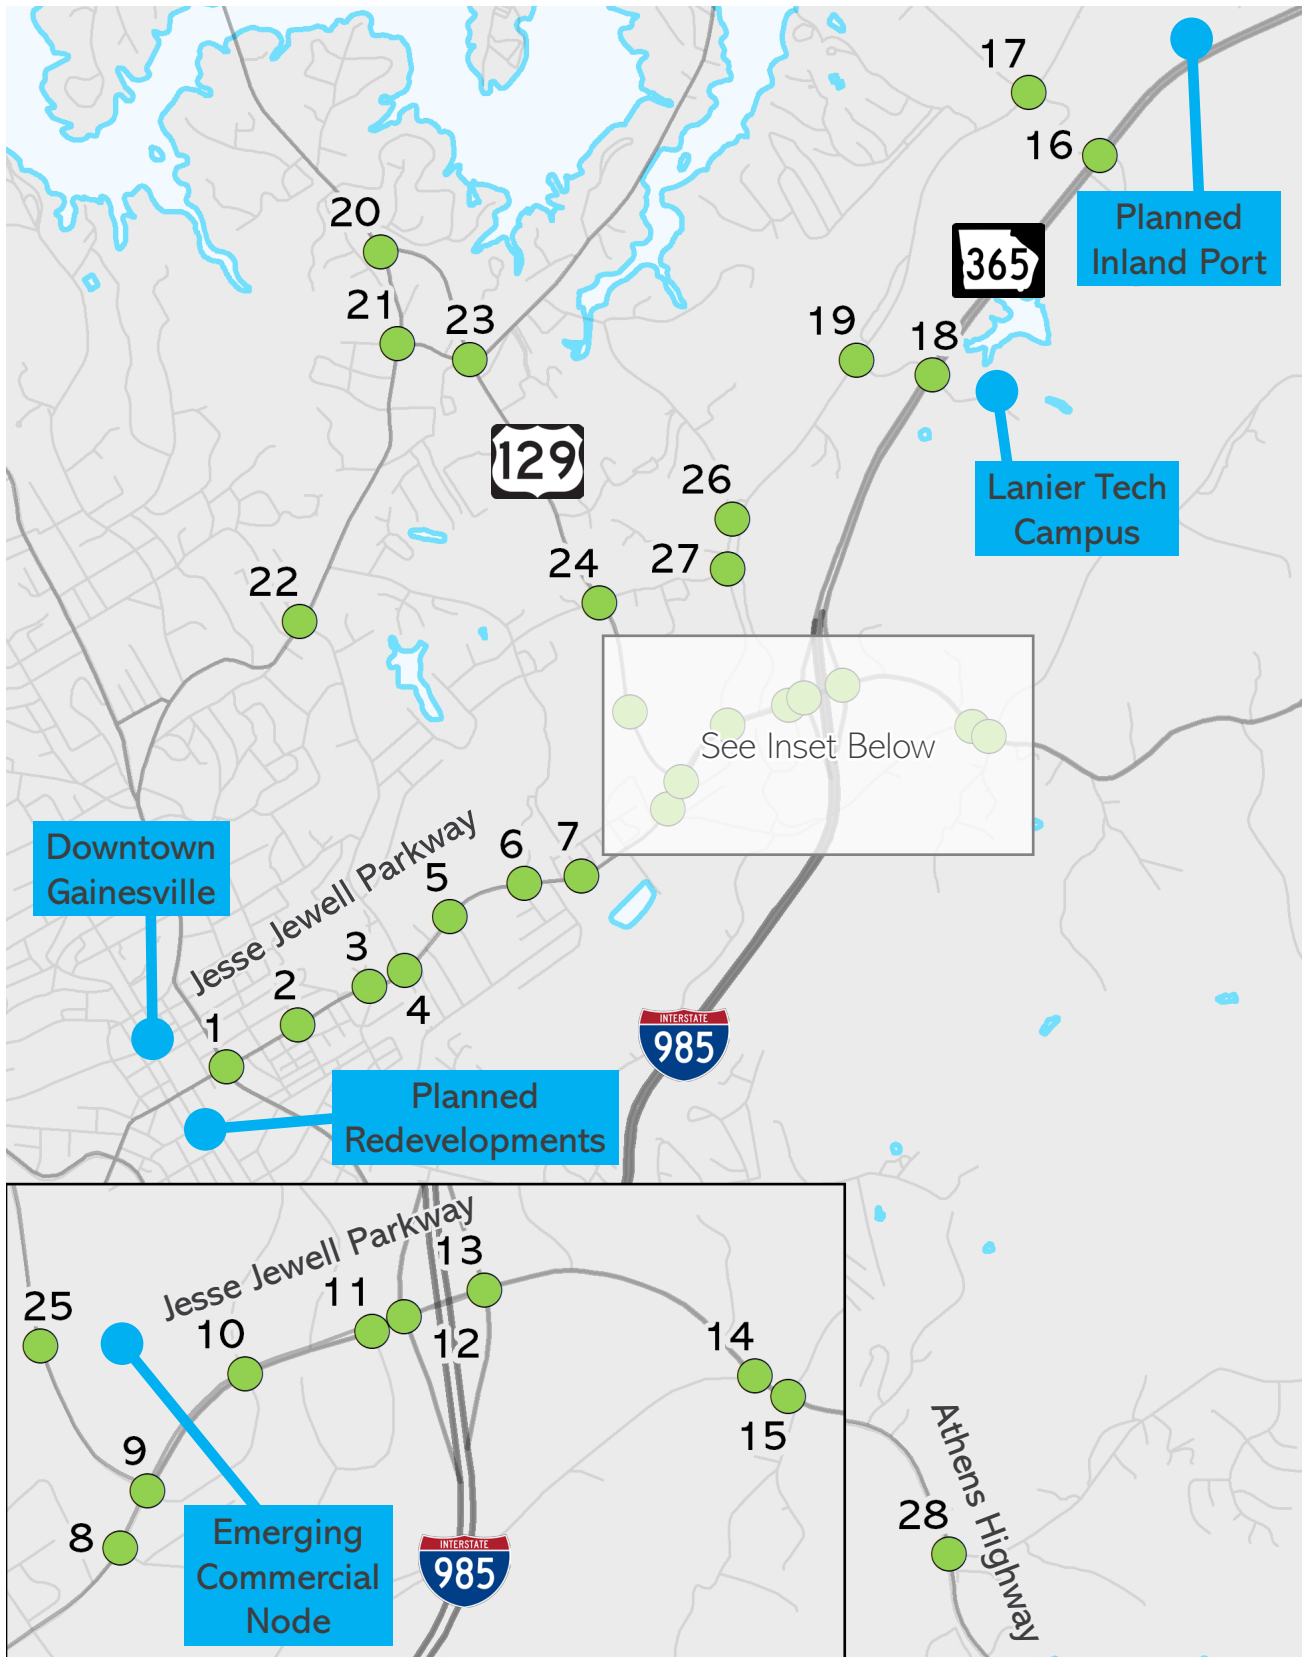 17
16
Planned
Inland Port
365
20
21
23
19
18
129
Lanier Tech
Campus
26
27
24
22
See Inset Below
Downtown
Gainesville
Jesse Jewell Parkway
7
6
5
3
4
2
1
INTERSTATE
985
Planned
Redevelopments
Jesse Jewell Parkway
13
11
12
25
10
14
15
9
8
Emerging
Commercial
Node
INTERSTATE
985
28
Athens Highway